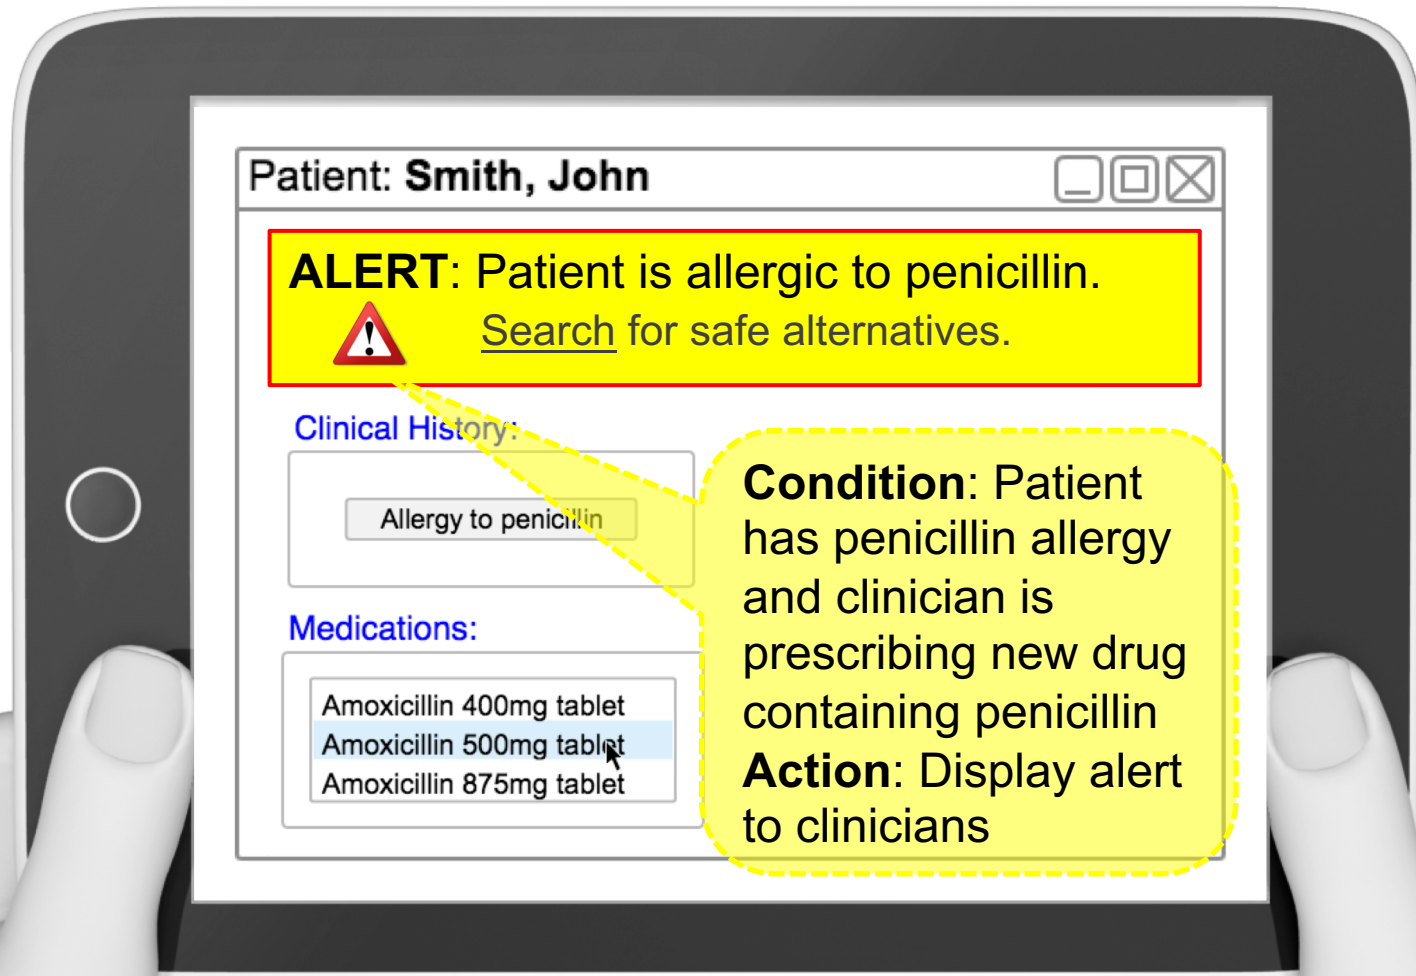 Patient: Smith, John
ALERT: Patient is allergic to penicillin.
Search for safe alternatives.
Clinical History:
Allergy to penicillin
Medications:
Amoxicillin 400mg tablet
Amoxicillin 500mg tablet
Amoxicillin 875mg tablet
Condition: Patient
has penicillin allergy
and clinician is
prescribing new drug
containing penicillin
Action: Display alert
to clinicians